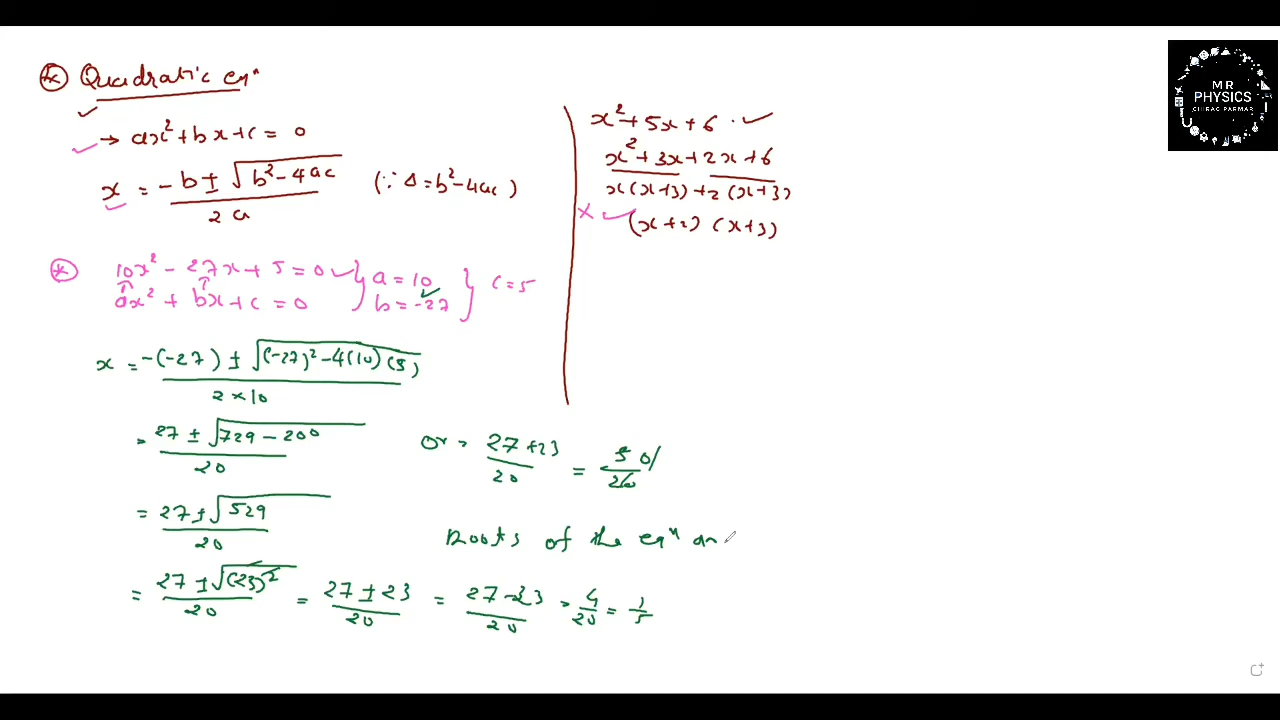 Quadratic eqⁿ
→ ax² + bx + c = 0
x = -b ± √(b² - 4ac) / 2a (∵ Δ = b² - 4ac)
10x² - 27x + 5 = 0 } a = 10 } c = 5
ax² + bx + c = 0 } b = -27
x = -(-27) ± √((-27)² - 4(10)(5)) / 2 × 10
= 27 ± √(729 - 200) / 20
= 27 ± √529 / 20
= 27 ± √(23)² / 20 = 27 ± 23 / 20 = 27 - 23 / 20 = 4/20 = 1/5
or = 27 + 23 / 20 = 50/20
Roots of the eqⁿ an
x² + 5x + 6
x² + 3x + 2x + 6
x(x+3) + 2(x+3)
(x+2) (x+3)
MR
PHYSICS
CHIRAG PARMAR